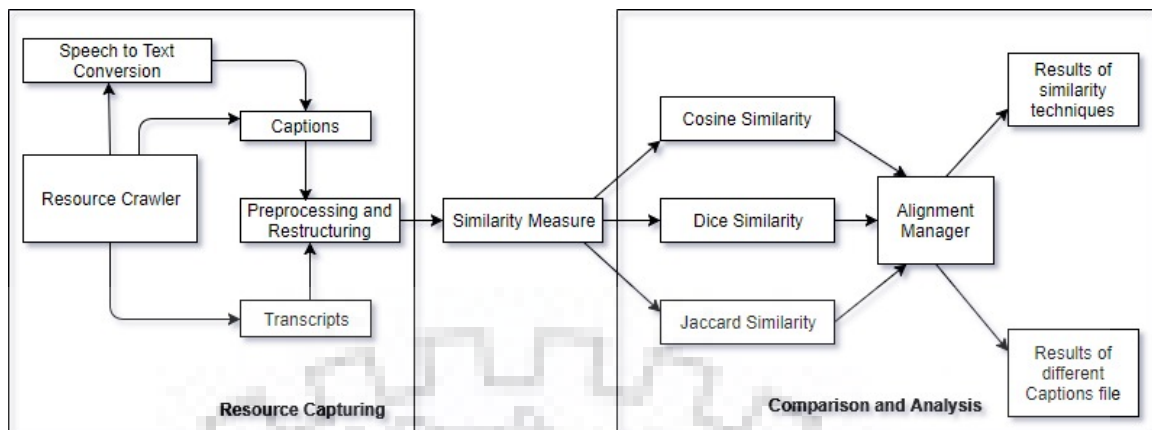 Speech to Text
Conversion
Captions
Resource Crawler
Preprocessing and
Restructuring
Transcripts
Resource Capturing
Similarity Measure
Cosine Similarity
Dice Similarity
Jaccard Similarity
Alignment
Manager
Results of
similarity
techniques
Results of
different
Captions file
Comparison and Analysis